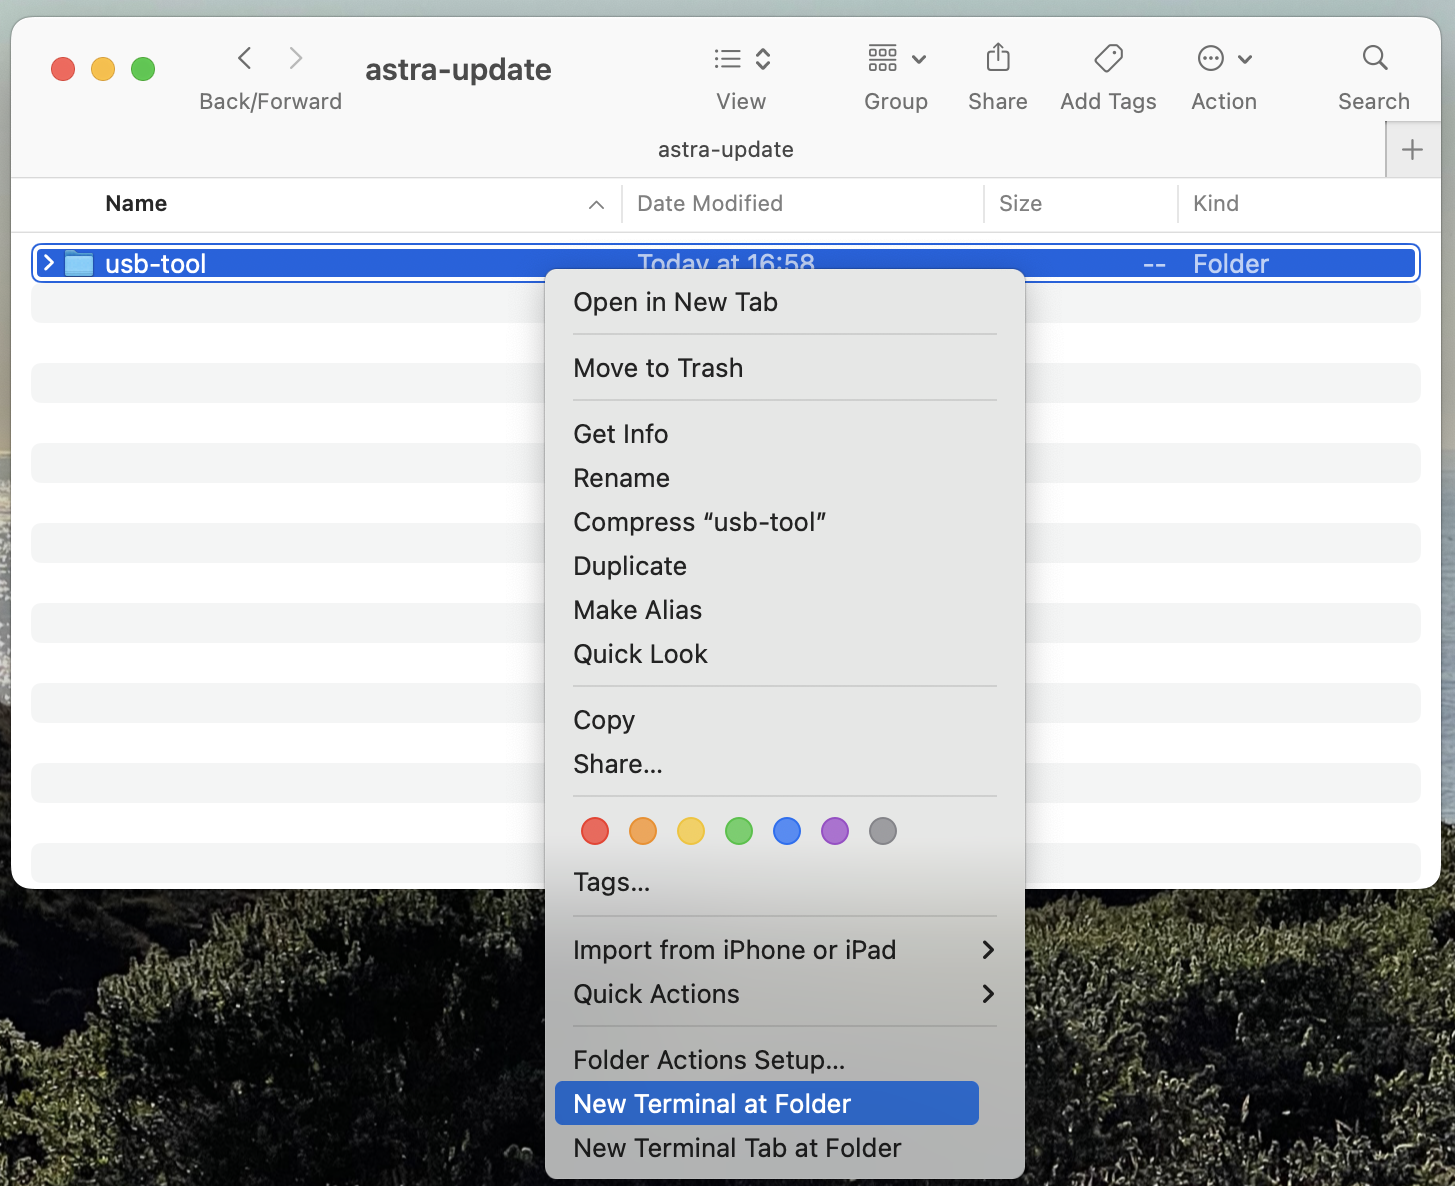 astra-update
Back/Forward
View
Group
Share
Add Tags
Action
Search
astra-update
Name
Date Modified
Size
Kind
usb-tool
Today at 16:58
--
Folder
Open in New Tab
Move to Trash
Get Info
Rename
Compress “usb-tool”
Duplicate
Make Alias
Quick Look
Copy
Share...
Tags...
Import from iPhone or iPad
Quick Actions
Folder Actions Setup...
New Terminal at Folder
New Terminal Tab at Folder